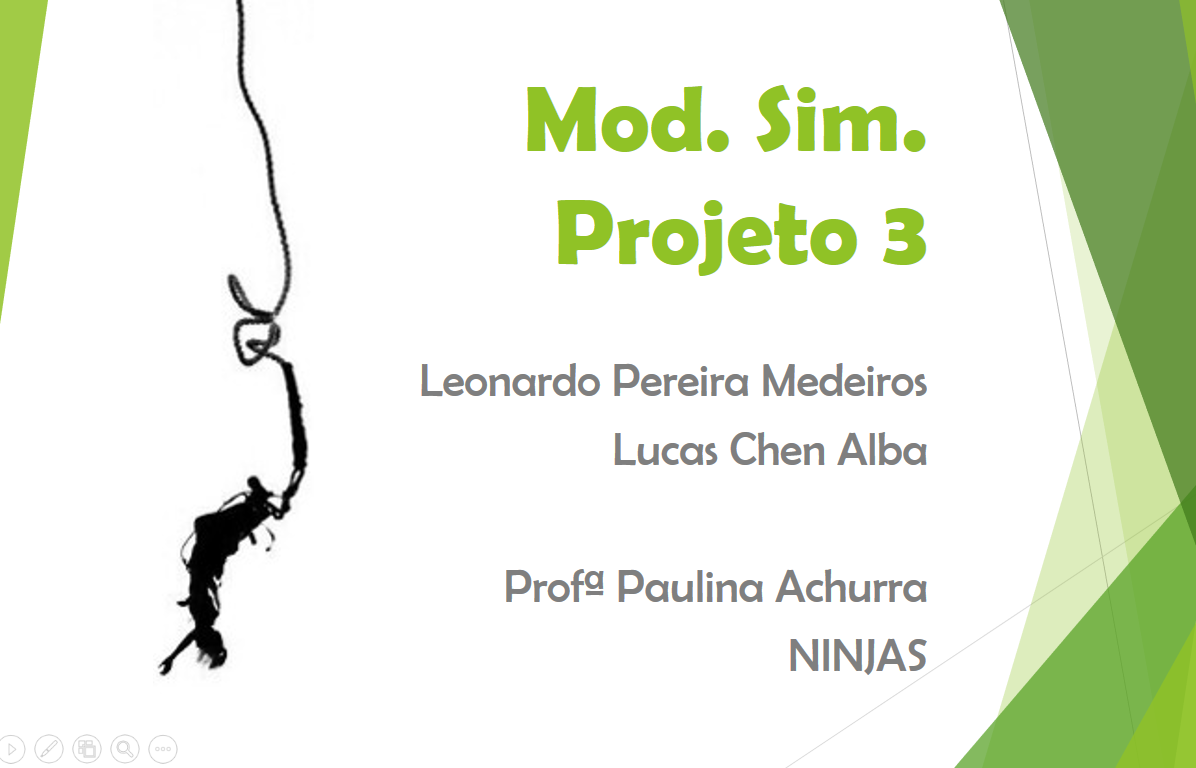 Mod. Sim.
Projeto 3
Leonardo Pereira Medeiros
Lucas Chen Alba
Profª Paulina Achurra
NINJAS